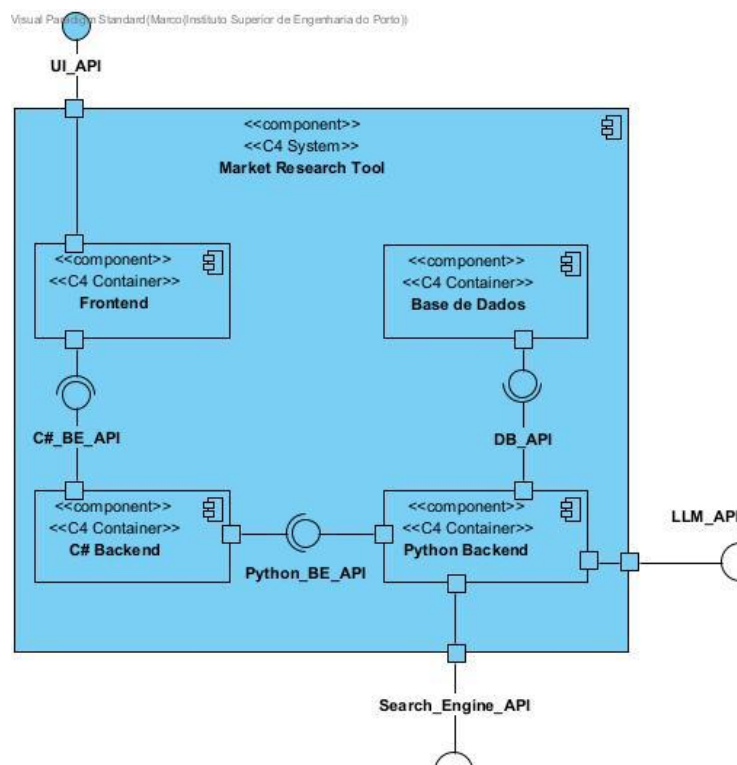 Visual Paradigm Standard(Marco(Instituto Superior de Engenharia do Porto))
UI_API
<<component>>
<<C4 System>>
Market Research Tool
<<component>>
<<C4 Container>>
Frontend
<<component>>
<<C4 Container>>
Base de Dados
C#_BE_API
DB_API
<<component>>
<<C4 Container>>
C# Backend
Python_BE_API
<<component>>
<<C4 Container>>
Python Backend
LLM_API
Search_Engine_API